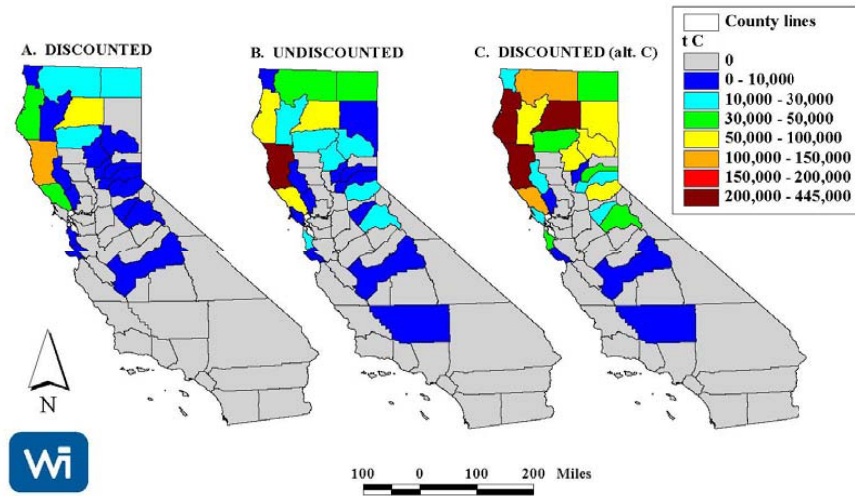 A. DISCOUNTED
B. UNDISCOUNTED
C. DISCOUNTED (alt. C)
County lines
t C
0
0 - 10,000
10,000 - 30,000
30,000 - 50,000
50,000 - 100,000
100,000 - 150,000
150,000 - 200,000
200,000 - 445,000
N
Wi
100 0 100 200 Miles